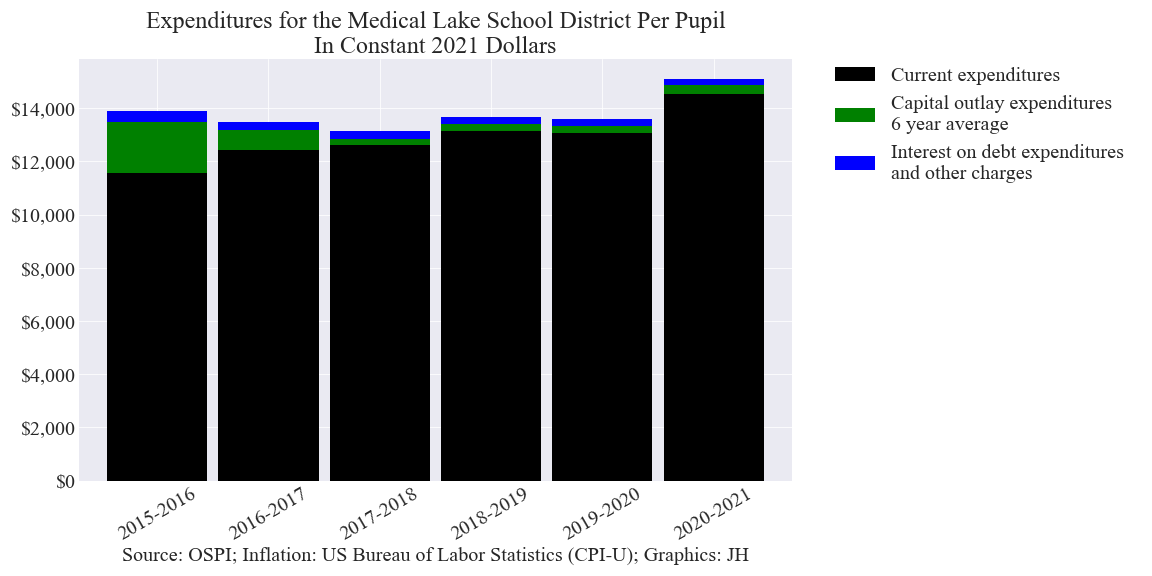 Expenditures for the Medical Lake School District Per Pupil
In Constant 2021 Dollars
$14,000
$12,000
$10,000
$8,000
$6,000
$4,000
$2,000
$0
2015-2016
2016-2017
2017-2018
2018-2019
2019-2020
2020-2021
Source: OSPI; Inflation: US Bureau of Labor Statistics (CPI-U); Graphics: JH
Current expenditures
Capital outlay expenditures
6 year average
Interest on debt expenditures
and other charges